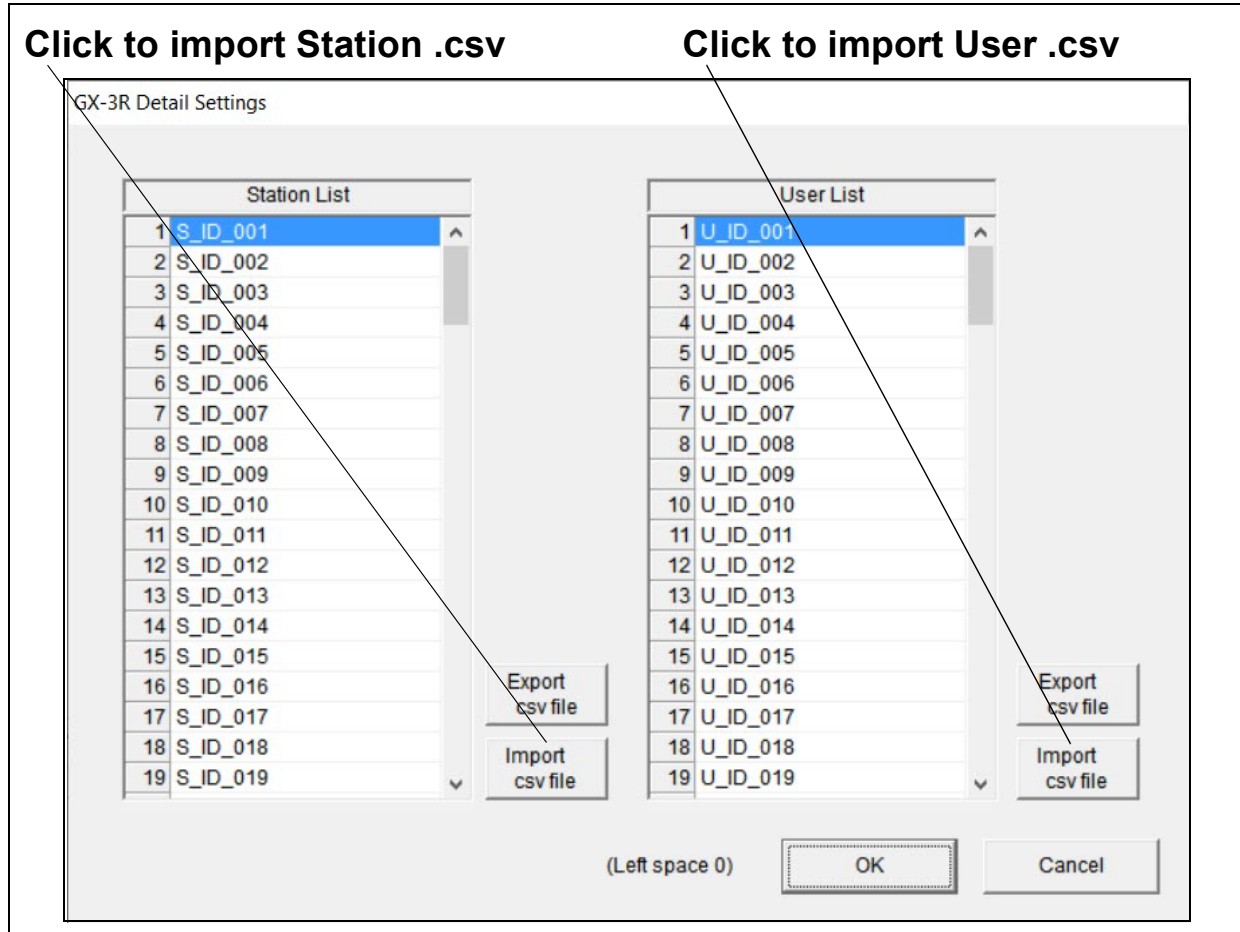 Click to import Station .csv
Click to import User .csv
GX-3R Detail Settings
Station List
1 S_ID_001
2 S_ID_002
3 S_ID_003
4 S_ID_004
5 S_ID_005
6 S_ID_006
7 S_ID_007
8 S_ID_008
9 S_ID_009
10 S_ID_010
11 S_ID_011
12 S_ID_012
13 S_ID_013
14 S_ID_014
15 S_ID_015
16 S_ID_016
17 S_ID_017
18 S_ID_018
19 S_ID_019
Export
csv file
Import
csv file
User List
1 U_ID_001
2 U_ID_002
3 U_ID_003
4 U_ID_004
5 U_ID_005
6 U_ID_006
7 U_ID_007
8 U_ID_008
9 U_ID_009
10 U_ID_010
11 U_ID_011
12 U_ID_012
13 U_ID_013
14 U_ID_014
15 U_ID_015
16 U_ID_016
17 U_ID_017
18 U_ID_018
19 U_ID_019
Export
csv file
Import
csv file
(Left space 0)
OK
Cancel